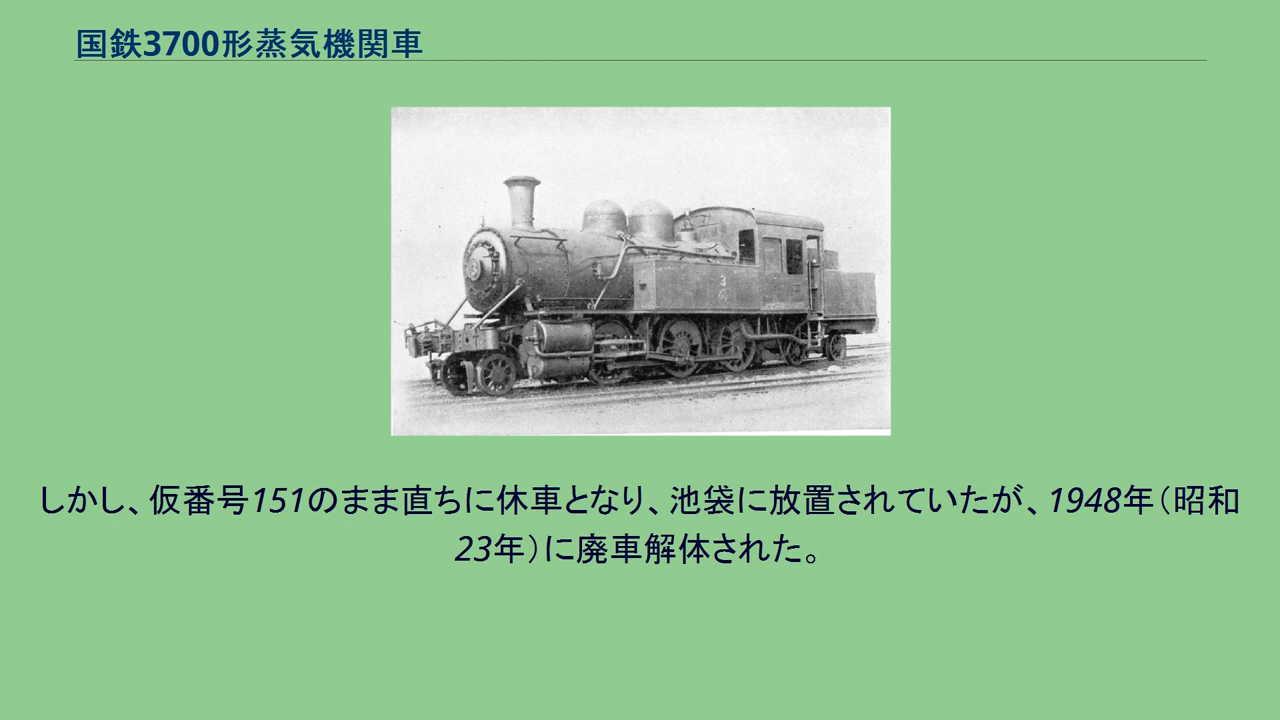 国鉄3700形蒸気機関車
しかし、仮番号151のまま直ちに休車となり、池袋に放置されていたが、1948年（昭和
23年）に廃車解体された。